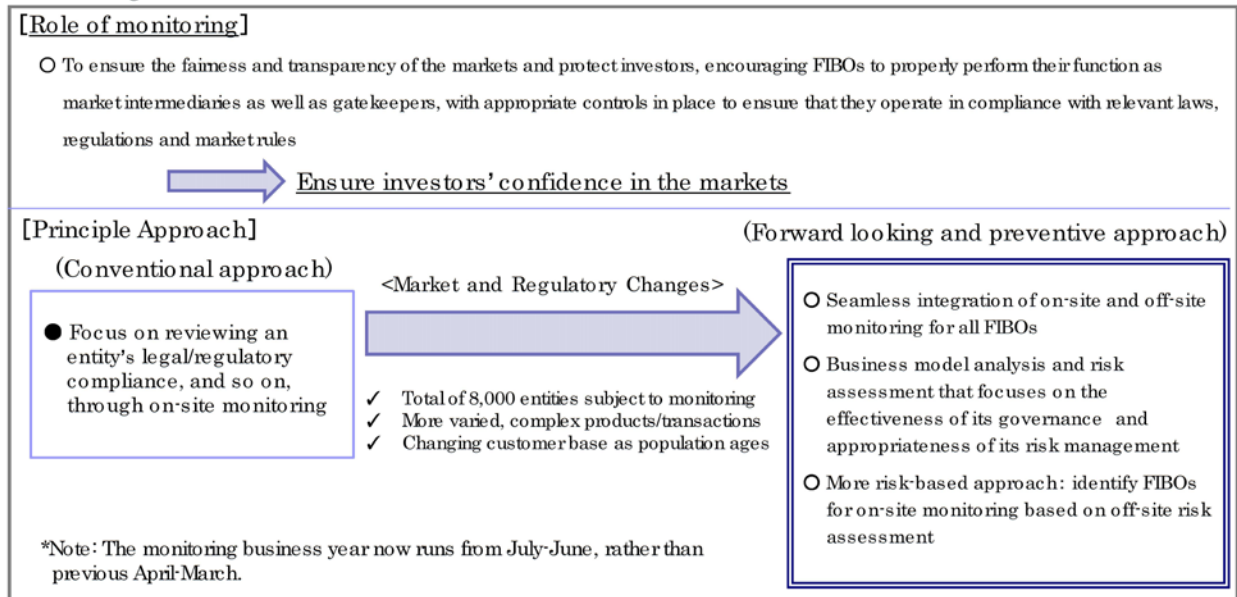 [Role of monitoring]
○ To ensure the fairness and transparency of the markets and protect investors, encouraging FIBOs to properly perform their function as
market intermediaries as well as gatekeepers, with appropriate controls in place to ensure that they operate in compliance with relevant laws,
regulations and market rules
Ensure investors' confidence in the markets
[Principle Approach]
(Conventional approach)
● Focus on reviewing an
entity's legal/regulatory
compliance, and so on,
through on-site monitoring
<Market and Regulatory Changes>
✓ Total of 8,000 entities subject to monitoring
✓ More varied, complex products/transactions
✓ Changing customer base as population ages
(Forward looking and preventive approach)
○ Seamless integration of on-site and off-site
monitoring for all FIBOs
○ Business model analysis and risk
assessment that focuses on the
effectiveness of its governance and
appropriateness of its risk management
○ More risk-based approach: identify FIBOs
for on-site monitoring based on off-site risk
assessment
*Note: The monitoring business year now runs from July-June, rather than
previous April-March.